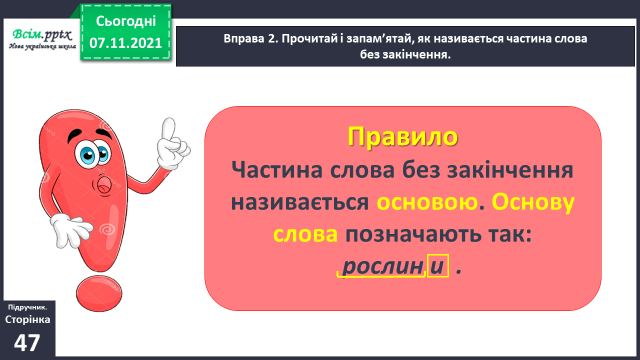 Всім.pptx
Нова українська школа
Сьогодні
07.11.2021
Вправа 2. Прочитай і запам’ятай, як називається частина слова
без закінчення.
Правило
Частина слова без закінчення
називається основою. Основу
слова позначають так:
рослин и .
Підручник.
Сторінка
47